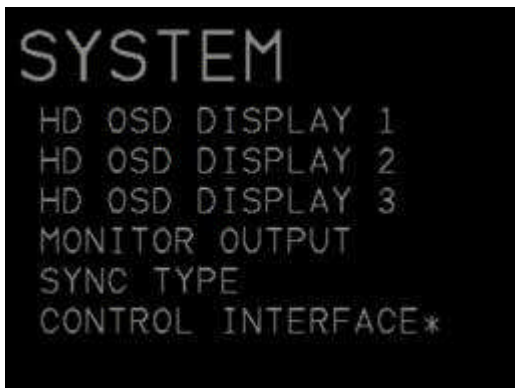 SYSTEM
HD OSD DISPLAY 1
HD OSD DISPLAY 2
HD OSD DISPLAY 3
MONITOR OUTPUT
SYNC TYPE
CONTROL INTERFACE*